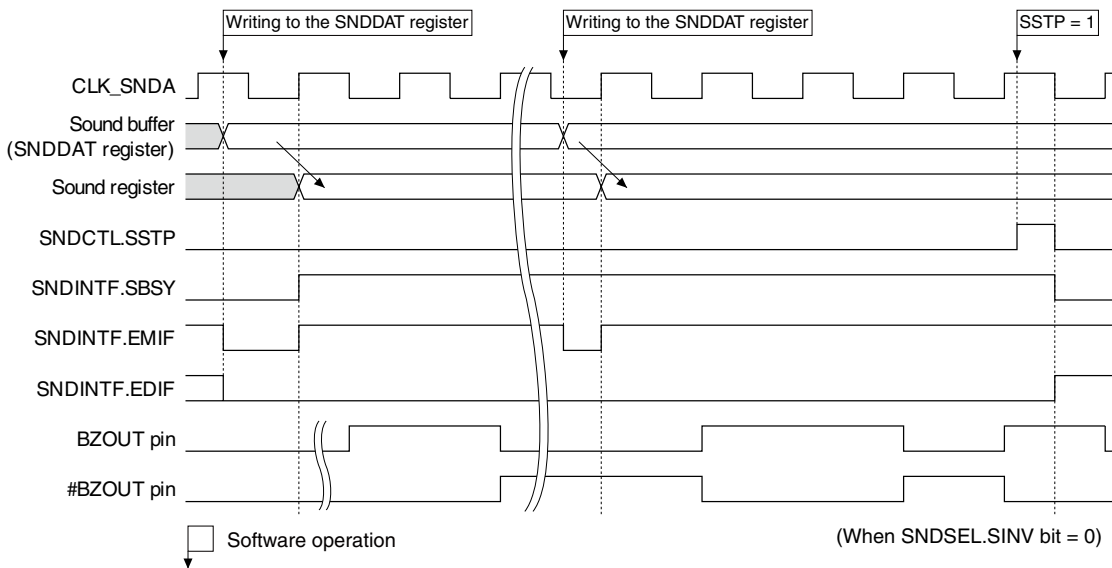 Writing to the SNDDAT register
Writing to the SNDDAT register
SSTP = 1
CLK_SNDA
Sound buffer
(SNDDAT register)
Sound register
SNDCTL.SSTP
SNDINTF.SBSY
SNDINTF.EMIF
SNDINTF.EDIF
BZOUT pin
#BZOUT pin
Software operation
(When SNDSEL.SINV bit = 0)